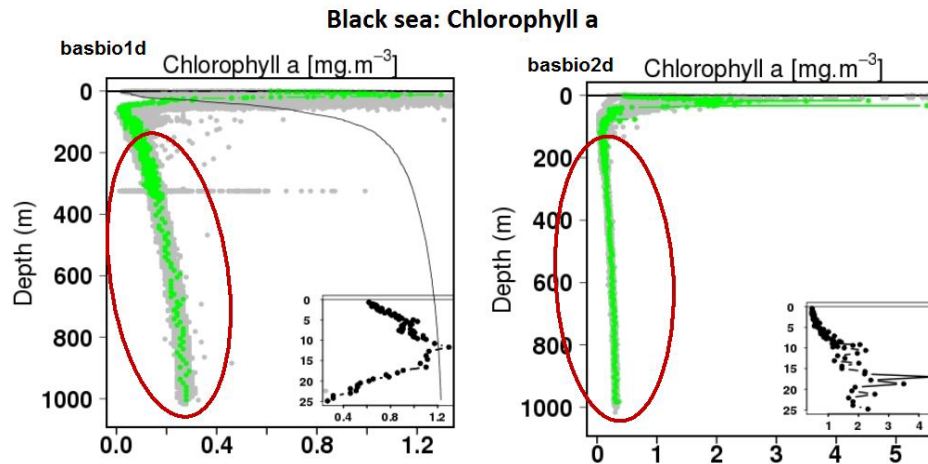 Black sea: Chlorophyll a
basbio1d
Chlorophyll a [mg.m−3]
Depth (m)
0
200
400
600
800
1000
0.0 0.4 0.8 1.2
0
5
10
15
20
25
0.4 0.8 1.2
basbio2d
Chlorophyll a [mg.m−3]
Depth (m)
0
200
400
600
800
1000
0 1 2 3 4 5
0
5
10
15
20
25
1 2 3 4